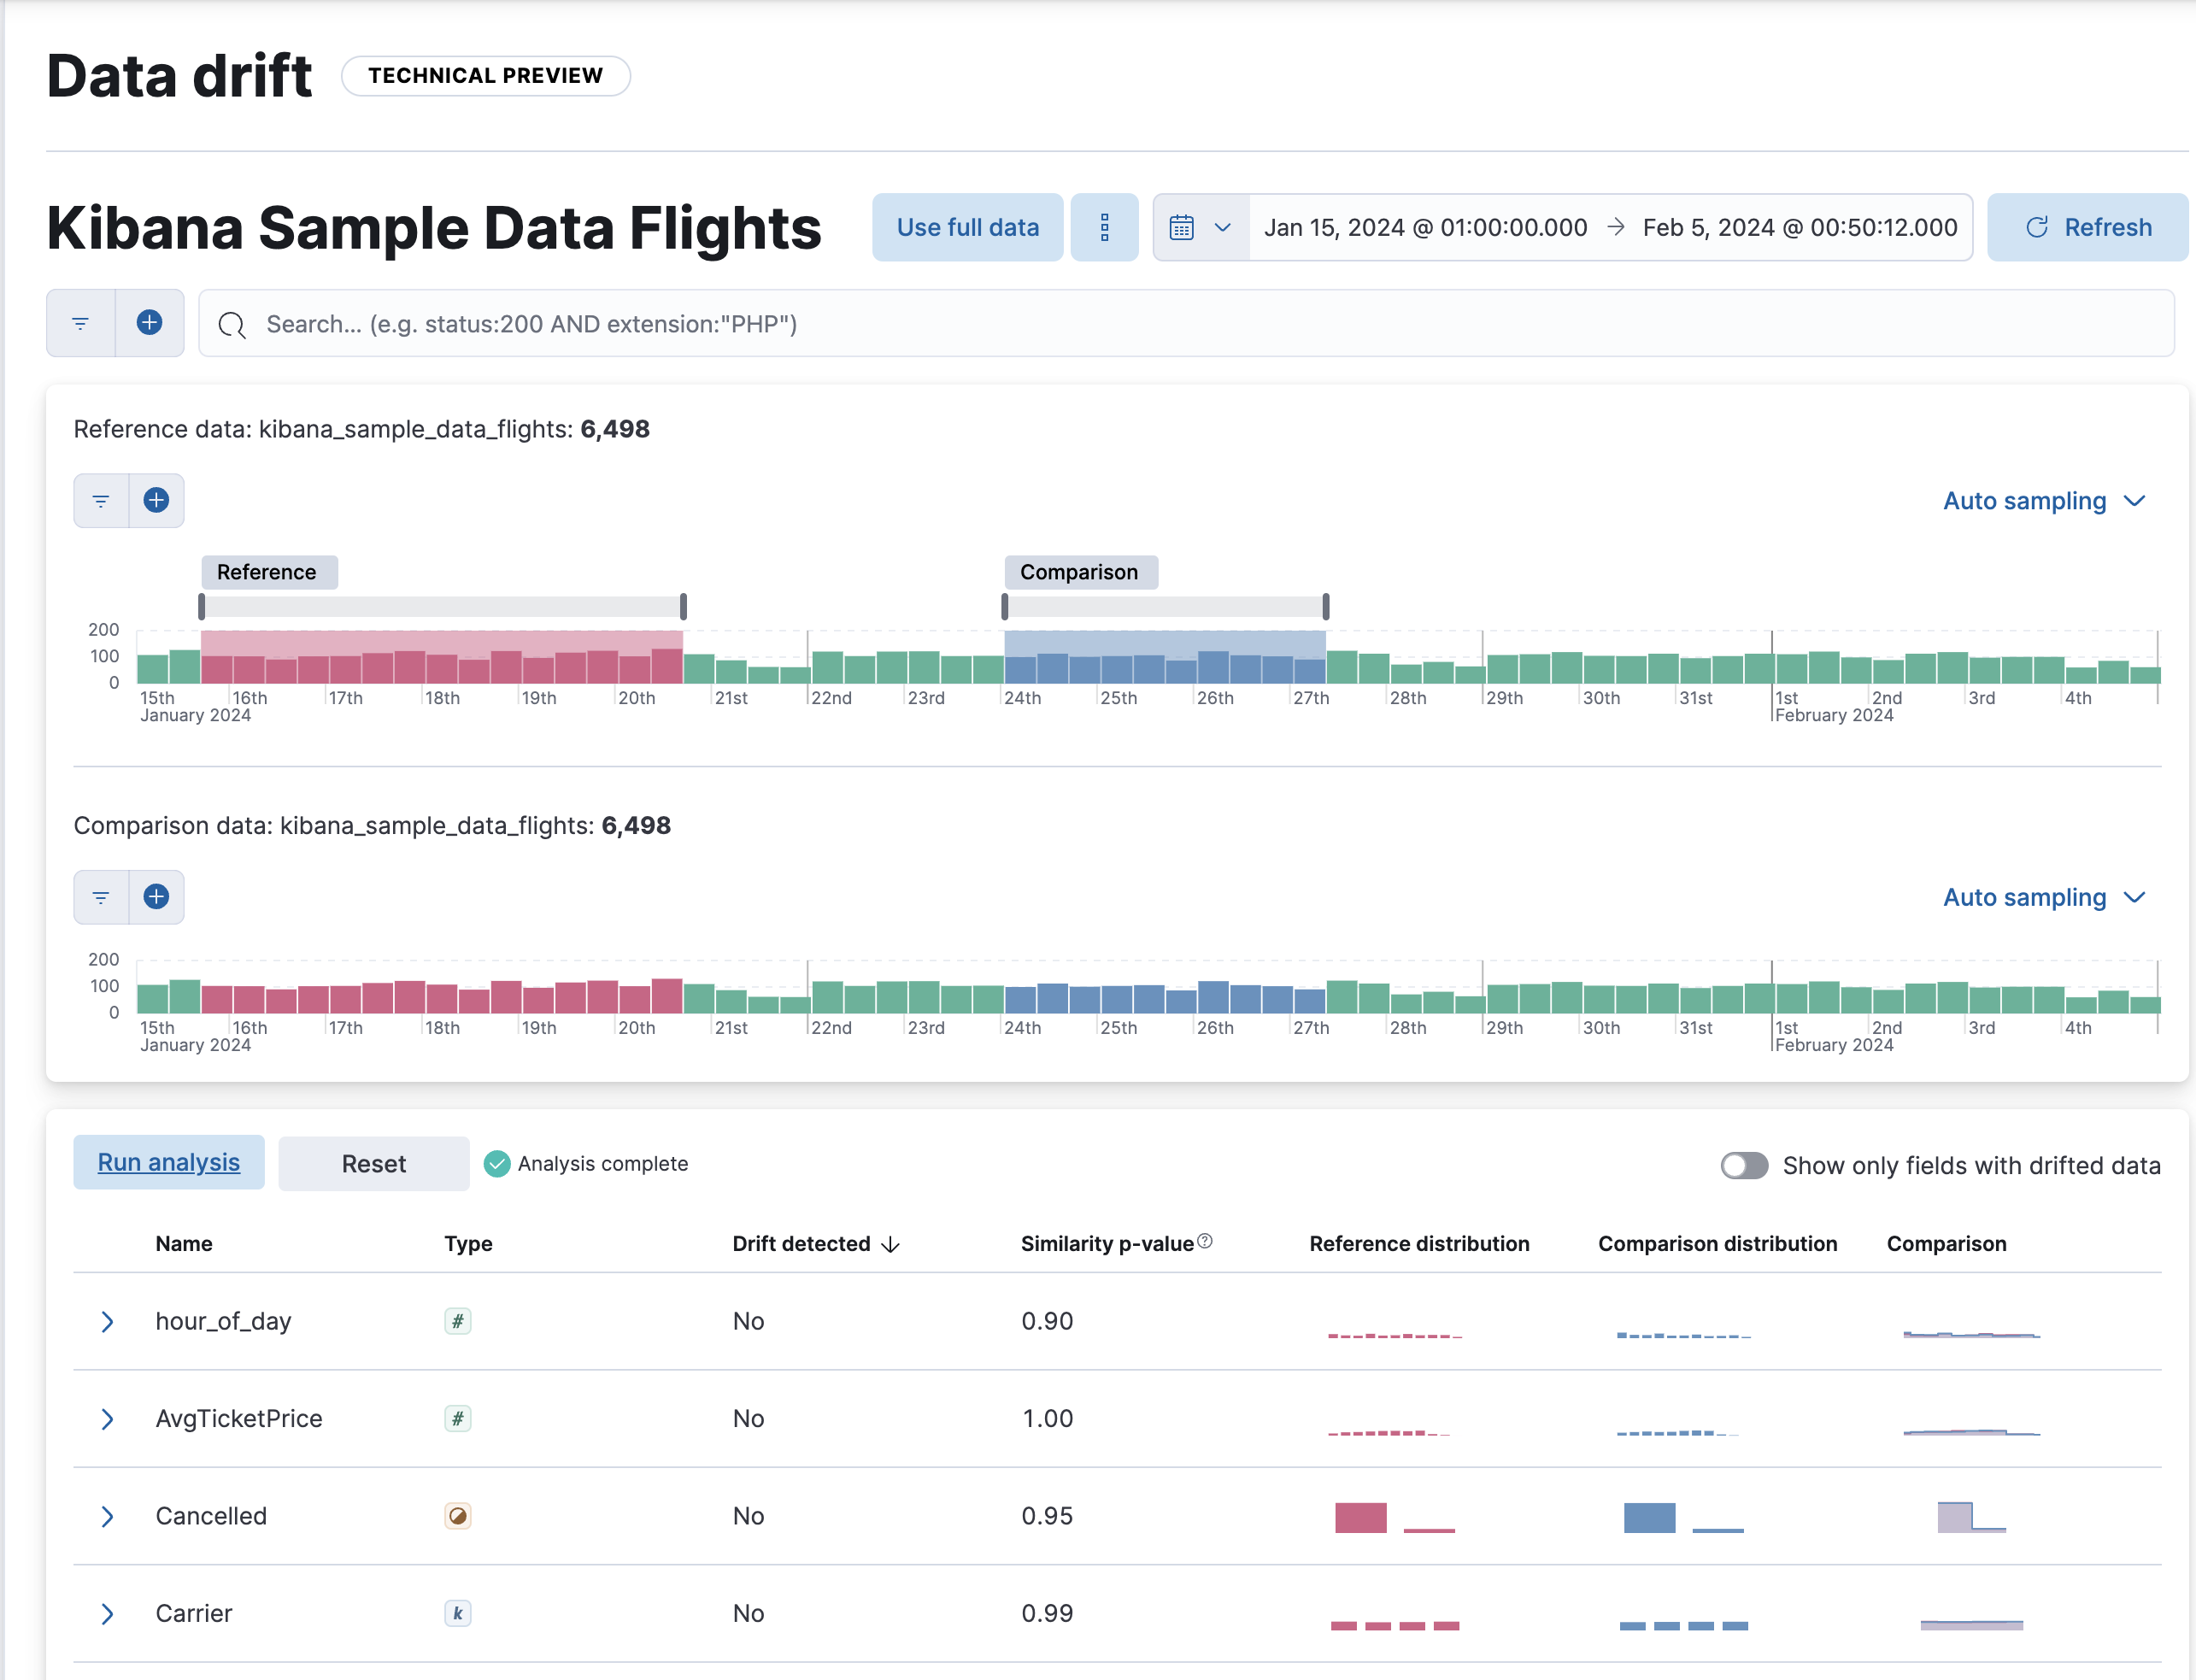 Data drift TECHNICAL PREVIEW
Kibana Sample Data Flights Use full data Jan 15, 2024 @ 01:00:00.000 → Feb 5, 2024 @ 00:50:12.000 Refresh
Search... (e.g. status:200 AND extension:"PHP")
Reference data: kibana_sample_data_flights: 6,498
Auto sampling
Reference Comparison
200
100
0
15th 16th 17th 18th 19th 20th 21st 22nd 23rd 24th 25th 26th 27th 28th 29th 30th 31st 1st 2nd 3rd 4th
January 2024 February 2024
Comparison data: kibana_sample_data_flights: 6,498
Auto sampling
200
100
0
15th 16th 17th 18th 19th 20th 21st 22nd 23rd 24th 25th 26th 27th 28th 29th 30th 31st 1st 2nd 3rd 4th
January 2024 February 2024
Run analysis Reset Analysis complete Show only fields with drifted data
Name Type Drift detected ↓ Similarity p-value Reference distribution Comparison distribution Comparison
hour_of_day # No 0.90
AvgTicketPrice # No 1.00
Cancelled No 0.95
Carrier k No 0.99